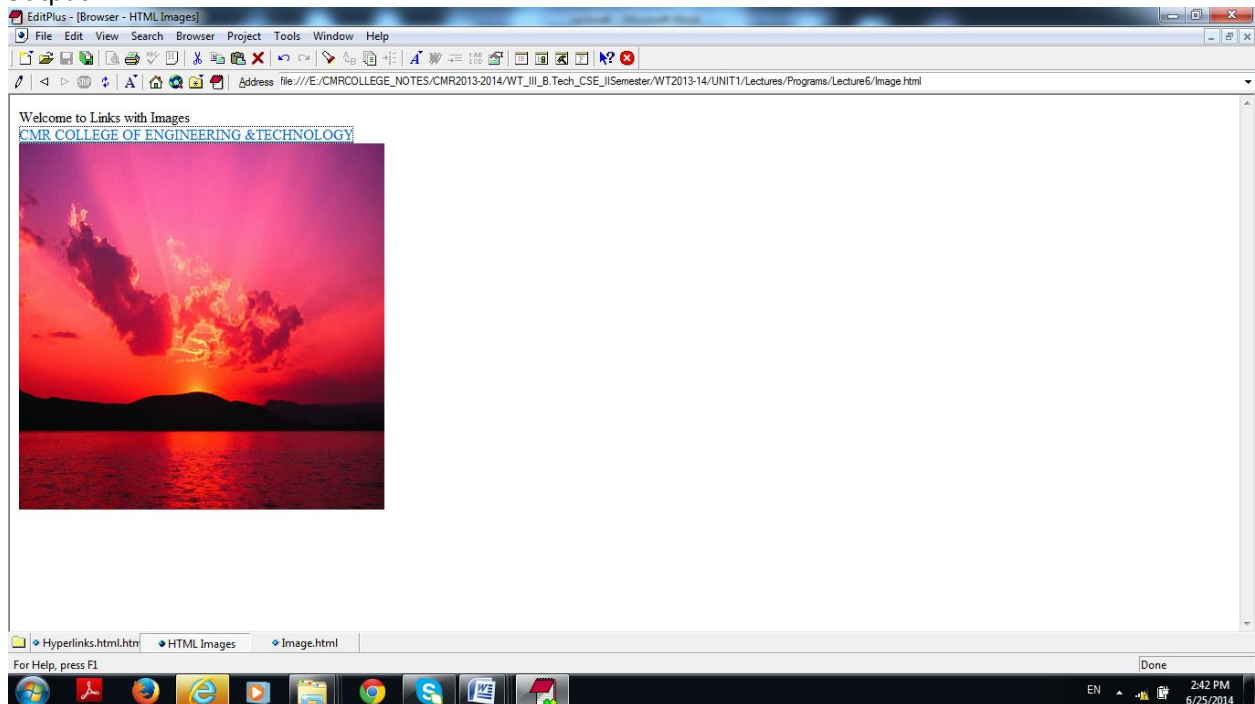 EditPlus - [Browser - HTML Images]
File Edit View Search Browser Project Tools Window Help
Address file:///E:/CMRCOLLEGE_NOTES/CMR2013-2014/WT_III_B.Tech_CSE_IISemester/WT2013-14/UNIT1/Lectures/Programs/Lecture6/Image.html
Welcome to Links with Images
CMR COLLEGE OF ENGINEERING &TECHNOLOGY
Hyperlinks.html.htm HTML Images Image.html
For Help, press F1 Done
EN 2:42 PM
6/25/2014